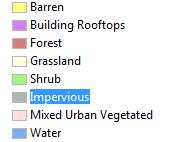 Barren
Building Rooftops
Forest
Grassland
Shrub
Impervious
Mixed Urban Vegetated
Water